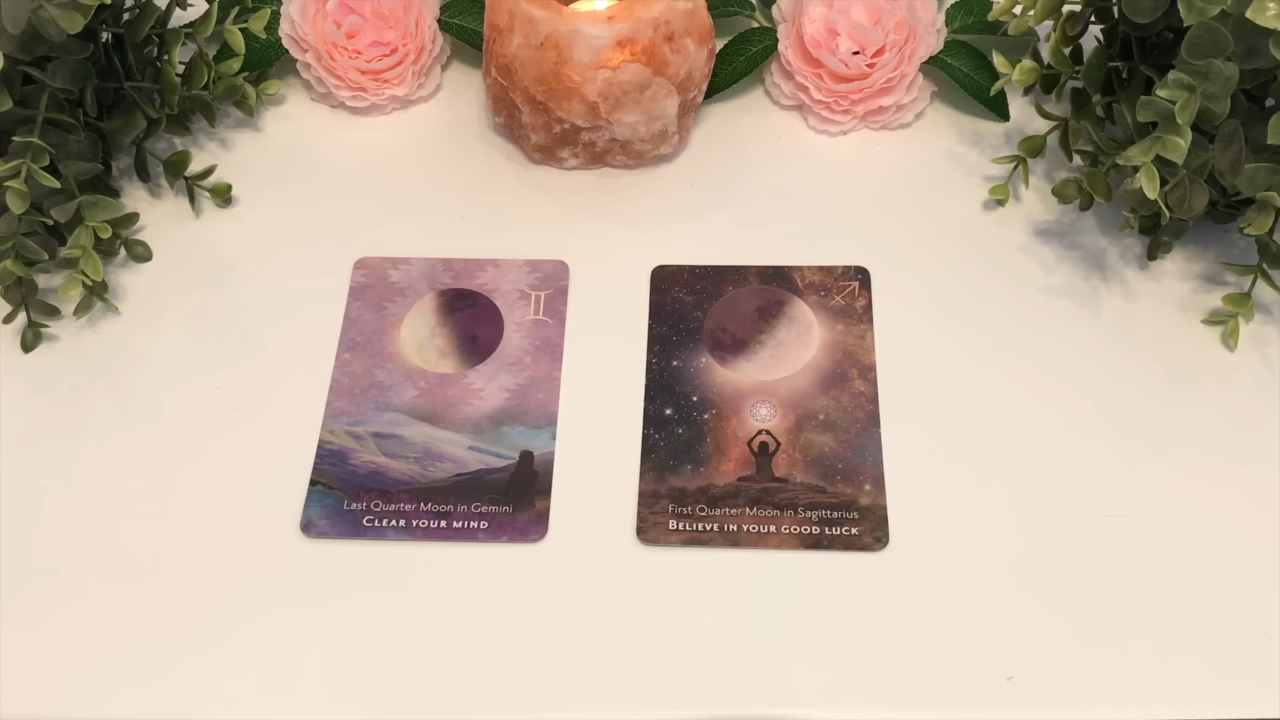 Last Quarter Moon in Gemini
CLEAR YOUR MIND
First Quarter Moon in Sagittarius
BELIEVE IN YOUR GOOD LUCK